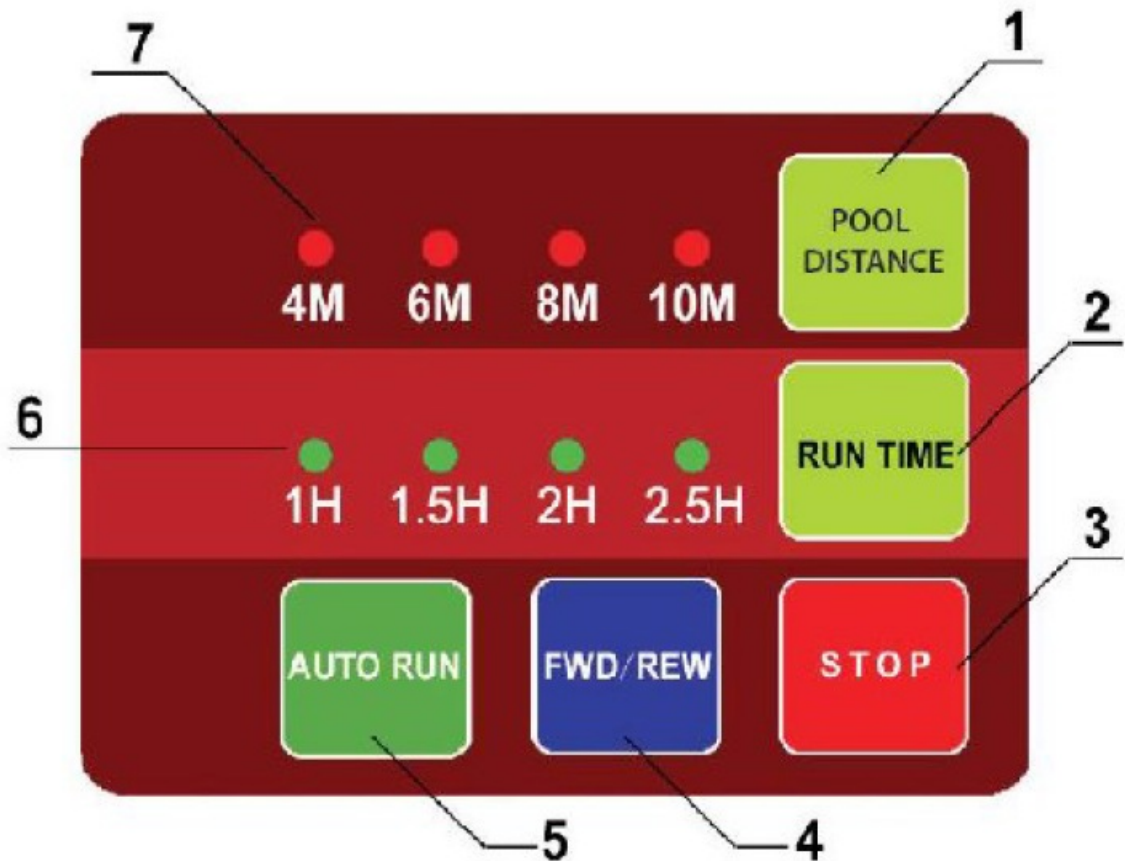 7
1
POOL
DISTANCE
4M 6M 8M 10M
2
6
RUN TIME
1H 1.5H 2H 2.5H
3
AUTO RUN FWD/REW STOP
5 4